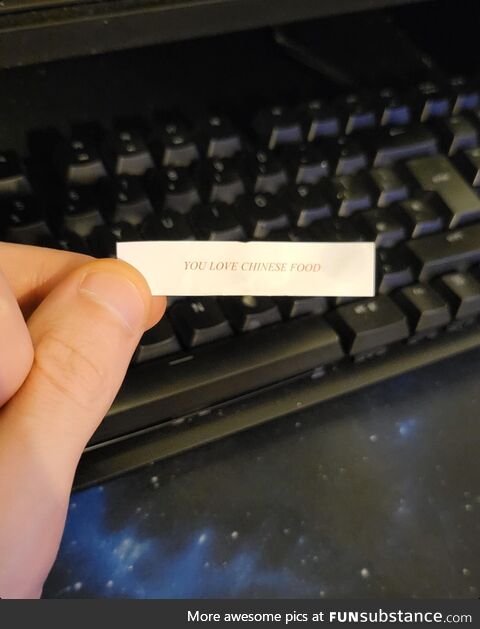 YOU LOVE CHINESE FOOD
More awesome pics at FUNsubstance.com